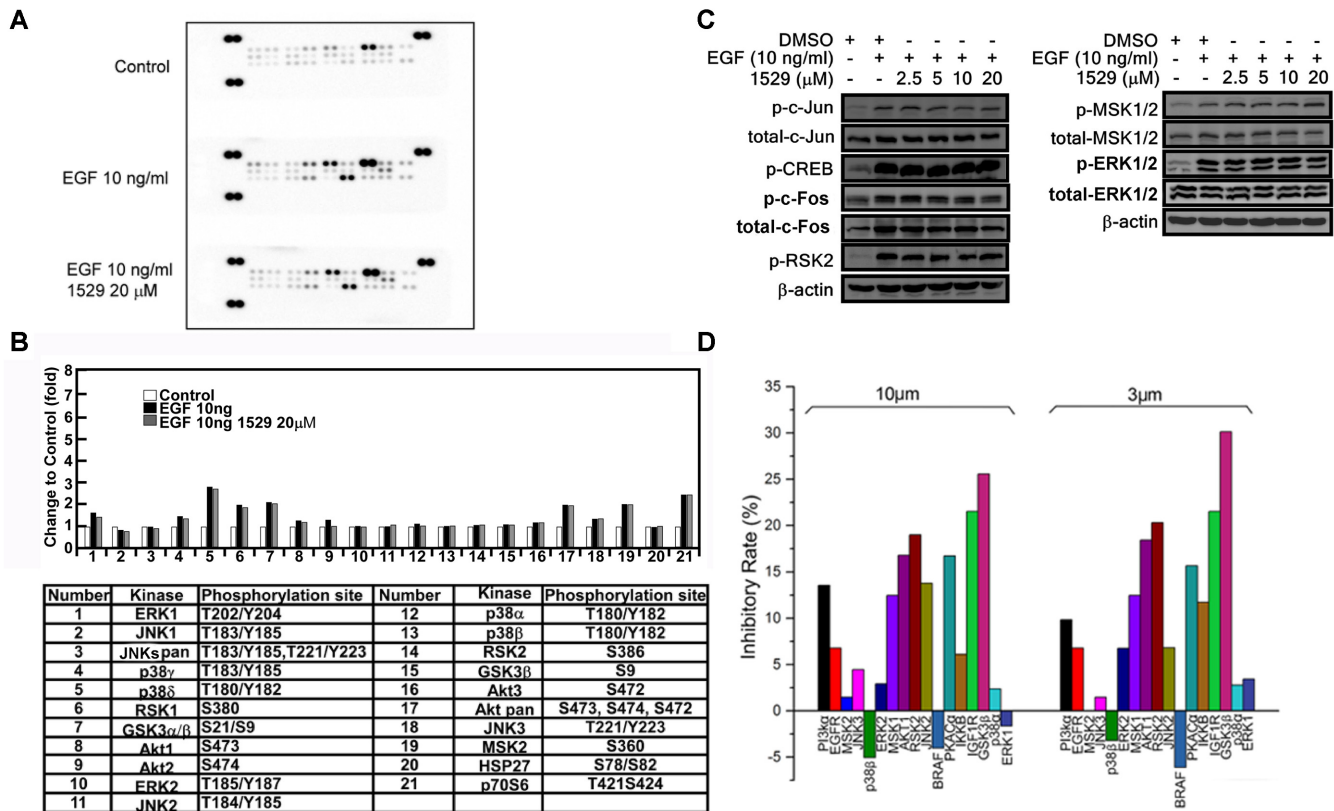 A
Control
EGF 10 ng/ml
EGF 10 ng/ml
1529 20 μM
B
Change to Control (fold)
8
7
6
5
4
3
2
1
0
Control
EGF 10ng
EGF 10ng 1529 20μM
1 2 3 4 5 6 7 8 9 10 11 12 13 14 15 16 17 18 19 20 21
Number Kinase Phosphorylation site Number Kinase Phosphorylation site
1 ERK1 T202/Y204 12 p38α T180/Y182
2 JNK1 T183/Y185 13 p38β T180/Y182
3 JNKspan T183/Y185,T221/Y223 14 RSK2 S386
4 p38γ T183/Y185 15 GSK3β S9
5 p38δ T180/Y182 16 Akt3 S472
6 RSK1 S380 17 Akt pan S473, S474, S472
7 GSK3α/β S21/S9 18 JNK3 T221/Y223
8 Akt1 S473 19 MSK2 S360
9 Akt2 S474 20 HSP27 S78/S82
10 ERK2 T185/Y187 21 p70S6 T421S424
11 JNK2 T184/Y185
C
DMSO + + - - - -
EGF (10 ng/ml) - + + + + +
1529 (μM) - - 2.5 5 10 20
p-c-Jun
total-c-Jun
p-CREB
p-c-Fos
total-c-Fos
p-RSK2
β-actin
DMSO + + - - - -
EGF (10 ng/ml) - + + + + +
1529 (μM) - - 2.5 5 10 20
p-MSK1/2
total-MSK1/2
p-ERK1/2
total-ERK1/2
β-actin
D
Inhibitory Rate (%)
35
30
25
20
15
10
5
0
-5
10μm
3μm
PI3kα
EGFR
MSK2
JNK3
p38β
ERK2
MSK1
AKT1
RSK2
JNK2
BRAF
PKACα
IKKB
IGF1R
GSK3β
p38α
ERK1
PI3kα
EGFR
MSK2
JNK3
p38β
ERK2
MSK1
AKT1
RSK2
JNK2
BRAF
PKACα
IKKB
IGF1R
GSK3β
p38α
ERK1